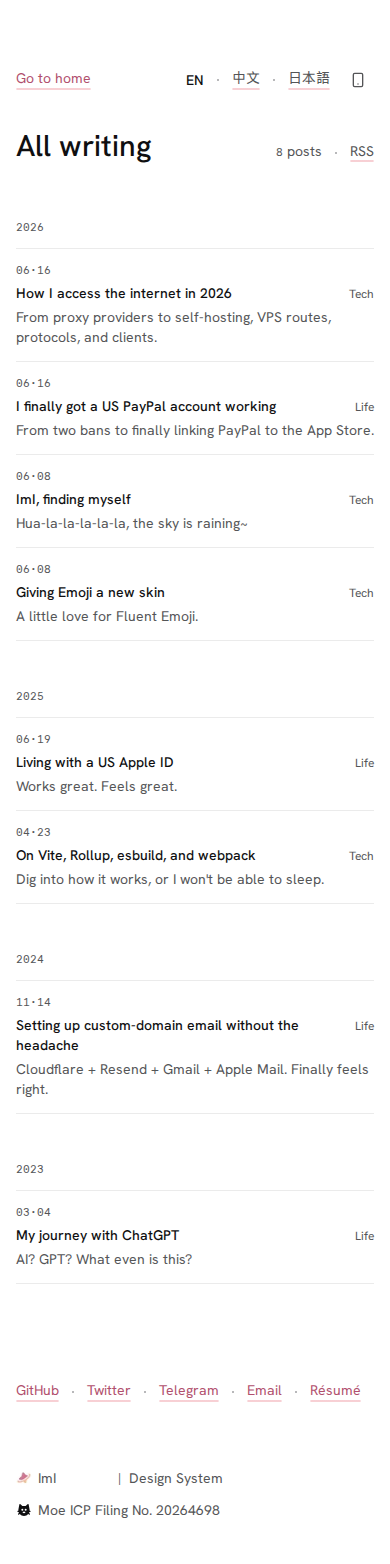 Go to home
EN · 中文 · 日本語
All writing
8 posts · RSS
2026
06·16
How I access the internet in 2026
Tech
From proxy providers to self-hosting, VPS routes,
protocols, and clients.
06·16
I finally got a US PayPal account working
Life
From two bans to finally linking PayPal to the App Store.
06·08
ImI, finding myself
Tech
Hua-la-la-la-la-la, the sky is raining~
06·08
Giving Emoji a new skin
Tech
A little love for Fluent Emoji.
2025
06·19
Living with a US Apple ID
Life
Works great. Feels great.
04·23
On Vite, Rollup, esbuild, and webpack
Tech
Dig into how it works, or I won't be able to sleep.
2024
11·14
Setting up custom-domain email without the
headache
Life
Cloudflare + Resend + Gmail + Apple Mail. Finally feels
right.
2023
03·04
My journey with ChatGPT
Life
AI? GPT? What even is this?
GitHub · Twitter · Telegram · Email · Résumé
ImI | Design System
Moe ICP Filing No. 20264698